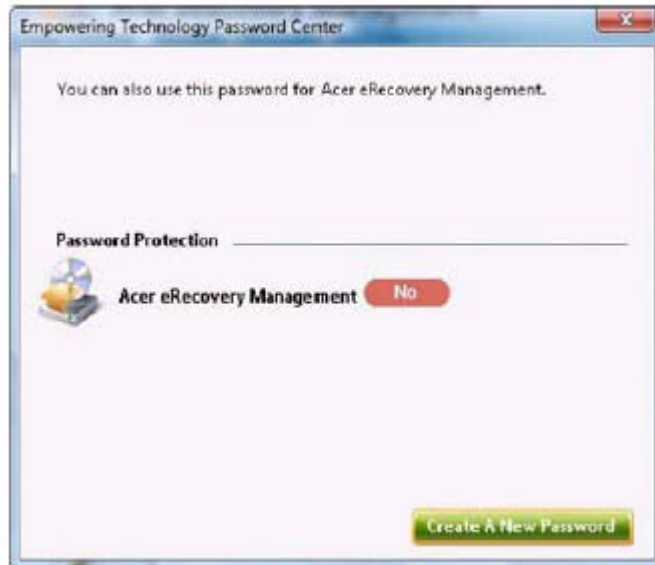 Empowering Technology Password Center
You can also use this password for Acer eRecovery Management.
Password Protection
Acer eRecovery Management No
Create A New Password